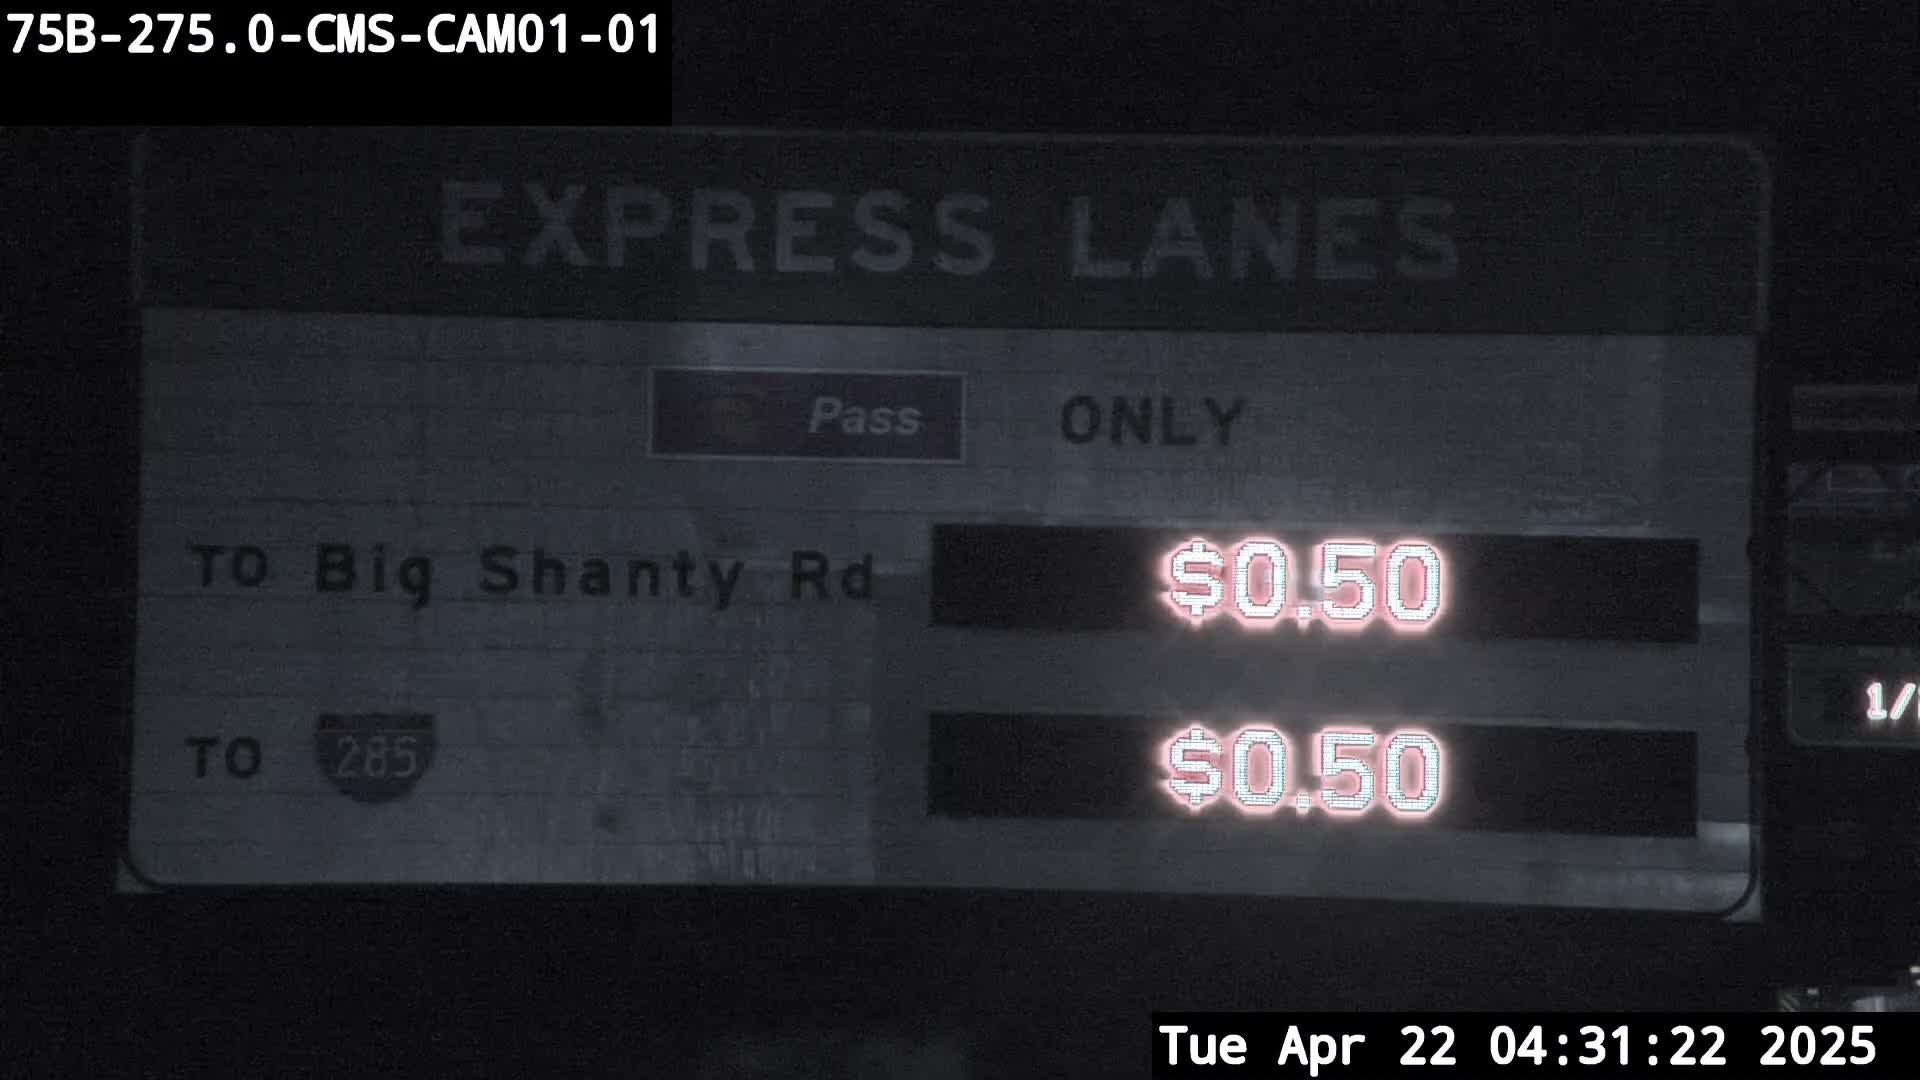 75B-275.0-CMS-CAM01-01
EXPRESS LANES
Pass ONLY
TO Big Shanty Rd $0.50
TO 285 $0.50
1/
Tue Apr 22 04:31:22 2025